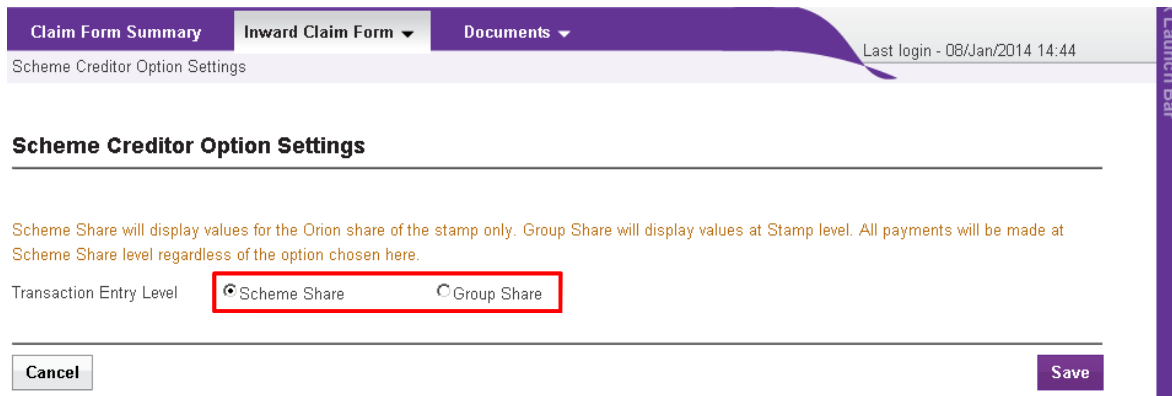 Claim Form Summary
Inward Claim Form
Documents
Last login - 08/Jan/2014 14:44
Scheme Creditor Option Settings
Scheme Creditor Option Settings
Scheme Share will display values for the Orion share of the stamp only. Group Share will display values at Stamp level. All payments will be made at
Scheme Share level regardless of the option chosen here.
Transaction Entry Level
Scheme Share
Group Share
Cancel
Save
Launch Bar